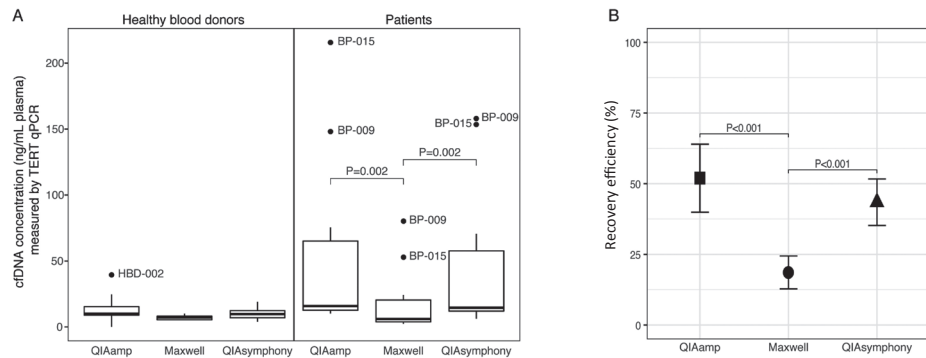 A
Healthy blood donors
Patients
cfDNA concentration (ng/mL plasma)
measured by TERT qPCR
200
150
100
50
0
HBD-002
BP-015
BP-009
P=0.002
BP-009
BP-015
P=0.002
BP-015
BP-009
QIAamp
Maxwell
QIAsymphony
QIAamp
Maxwell
QIAsymphony
B
Recovery efficiency (%)
100
75
50
25
0
P<0.001
P<0.001
QIAamp
Maxwell
QIAsymphony